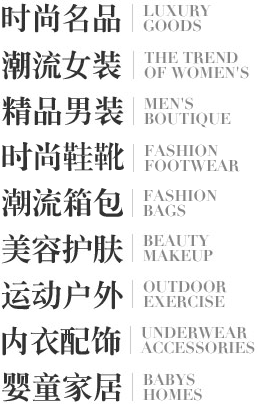 时尚名品
LUXURY
GOODS
潮流女装
THE TREND
OF WOMEN'S
精品男装
MEN'S
BOUTIQUE
时尚鞋靴
FASHION
FOOTWEAR
潮流箱包
FASHION
BAGS
美容护肤
BEAUTY
MAKEUP
运动户外
OUTDOOR
EXERCISE
内衣配饰
UNDERWEAR
ACCESSORIES
婴童家居
BABYS
HOMES